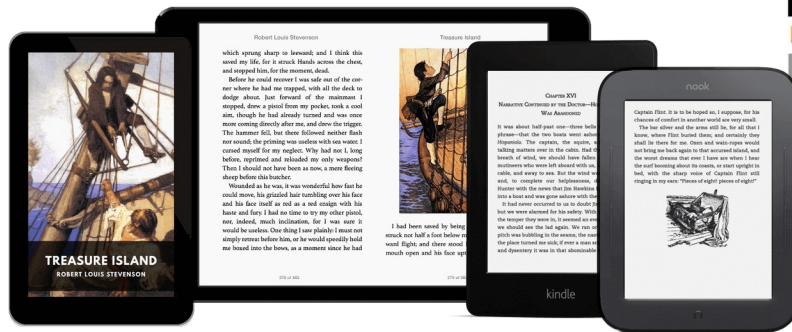 TREASURE ISLAND
ROBERT LOUIS STEVENSON
Robert Louis Stevenson
which sprung sharp to leeward; and I think this
saved my life, for it struck Hands across the chest,
and stopped him, for the moment, dead.
Before he could recover I was safe out of the cor-
ner where he had me trapped, with all the deck to
dodge about. Just forward of the mainmast I
stopped, drew a pistol from my pocket, took a cool
aim, though he had already turned and was once
more coming directly after me, and drew the trigger.
The hammer fell, but there followed neither flash
nor sound; the priming was useless with sea water. I
cursed myself for my neglect. Why had not I, long
before, reprimed and reloaded my only weapons?
Then I should not have been as now, a mere fleeing
sheep before this butcher.
Wounded as he was, it was wonderful how fast he
could move, his grizzled hair tumbling over his face
and his face itself as red as a red ensign with his
haste and fury. I had no time to try my other pistol,
nor, indeed, much inclination, for I was sure it
would be useless. One thing I saw plainly: I must not
simply retreat before him, or he would speedily hold
me boxed into the bows, as a moment since he had
Treasure Island
I had been saved by being
struck not half a foot below m
ward flight; and there stood
mouth open and his face upt
CHAPTER XVI
NARRATIVE CONTINUED BY THE DOCTOR—HO
WAS ABANDONED
It was about half-past one—three bells
phrase—that the two boats went ashor
Hispaniola. The captain, the squire, a
talking matters over in the cabin. Had th
breath of wind, we should have fallen
mutineers who were left aboard with us,
cable, and away to sea. But the wind wa
and, to complete our helplessness, d
Hunter with the news that Jim Hawkins
into a boat and was gone ashore with the
It had never occurred to us to doubt Ji
but we were alarmed for his safety. With
the temper they were in, it seemed an eve
we should see the lad again. We ran o
pitch was bubbling in the seams; the nas
the place turned me sick; if ever a man s
and dysentery it was in that abominable
kindle
nook
Captain Flint. It is to be hoped so, I suppose, for his
chances of comfort in another world are very small.
The bar silver and the arms still lie, for all that I
know, where Flint buried them; and certainly they
shall lie there for me. Oxen and wain-ropes would
not bring me back again to that accursed island, and
the worst dreams that ever I have are when I hear
the surf booming about its coasts, or start upright in
bed, with the sharp voice of Captain Flint still
ringing in my ears: "Pieces of eight! pieces of eight!"